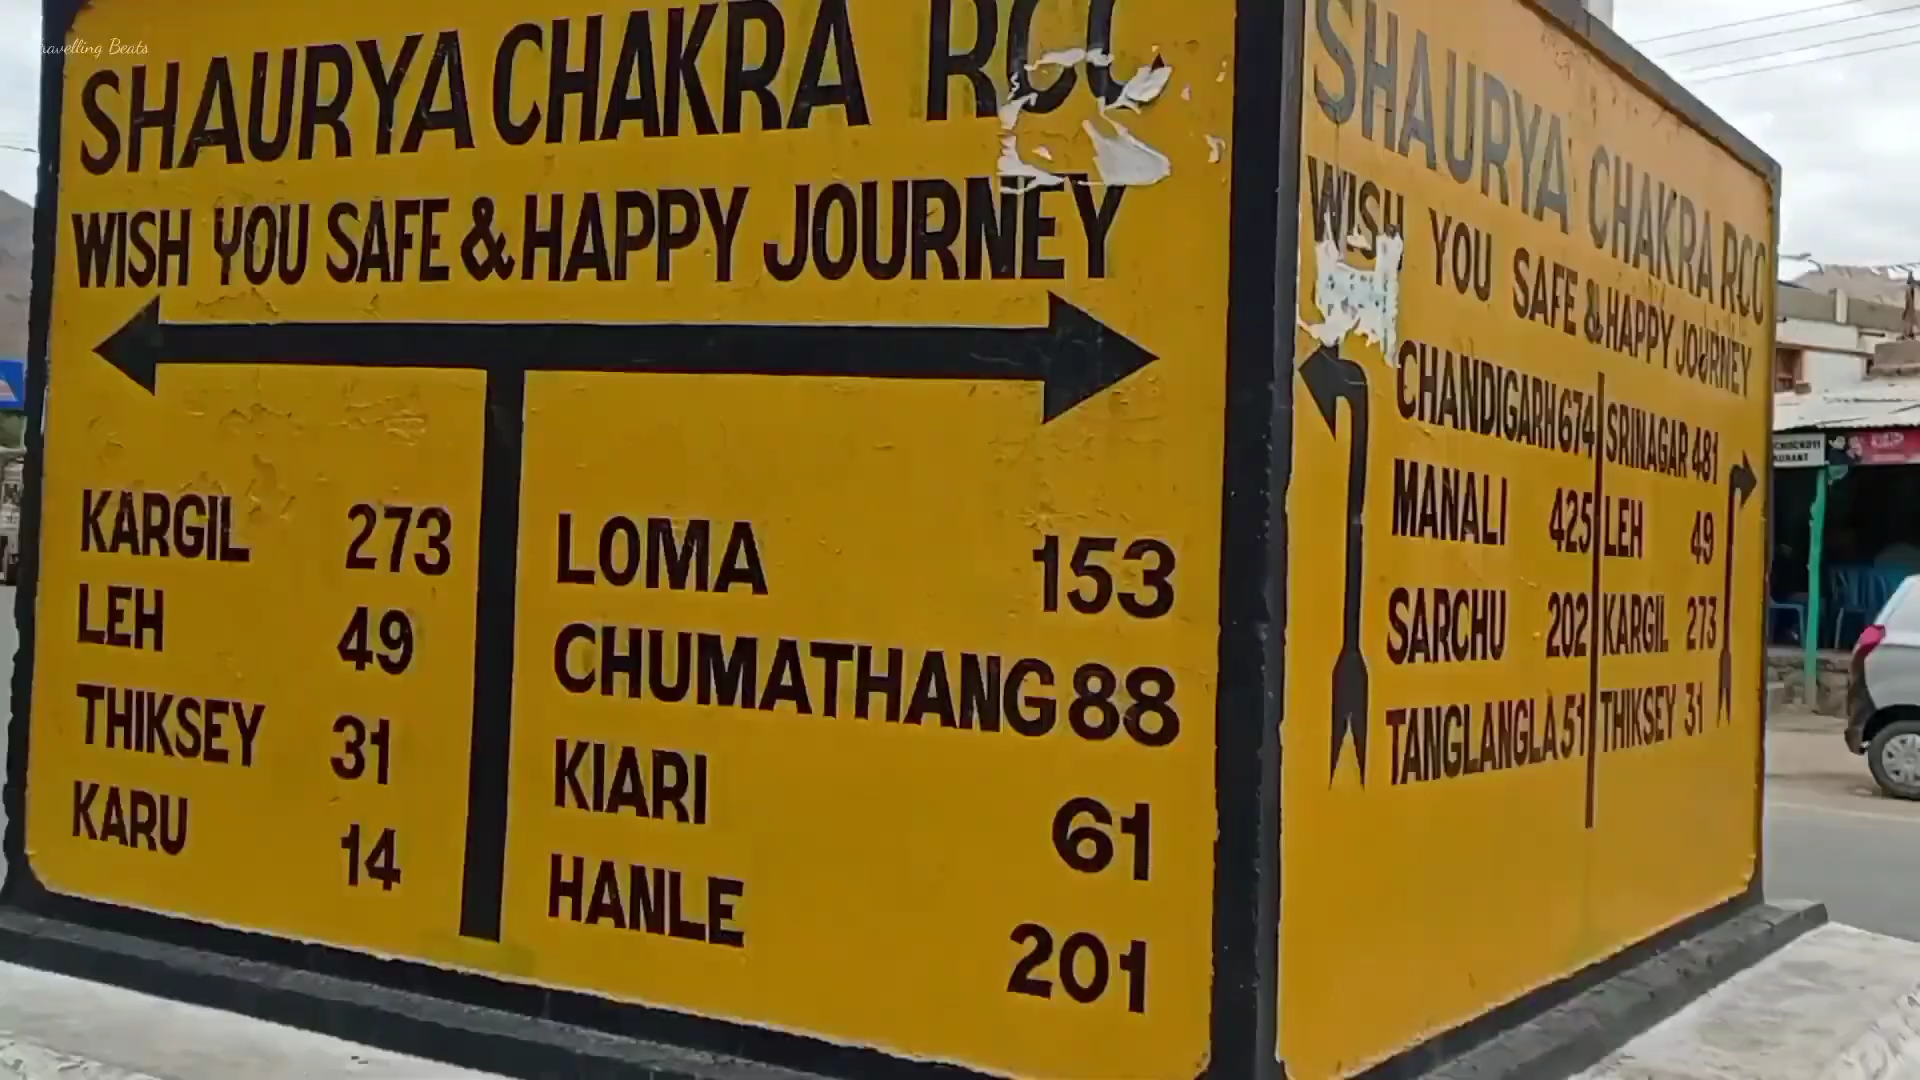 travelling Beats
SHAURYA CHAKRA RCC
WISH YOU SAFE & HAPPY JOURNEY
KARGIL 273
LEH 49
THIKSEY 31
KARU 14
LOMA 153
CHUMATHANG 88
KIARI 61
HANLE 201
SHAURYA CHAKRA RCC
WISH YOU SAFE & HAPPY JOURNEY
CHANDIGARH 674
MANALI 425
SARCHU 202
TANGLANGLA 51
SRINAGAR 481
LEH 49
KARGIL 273
THIKSEY 31